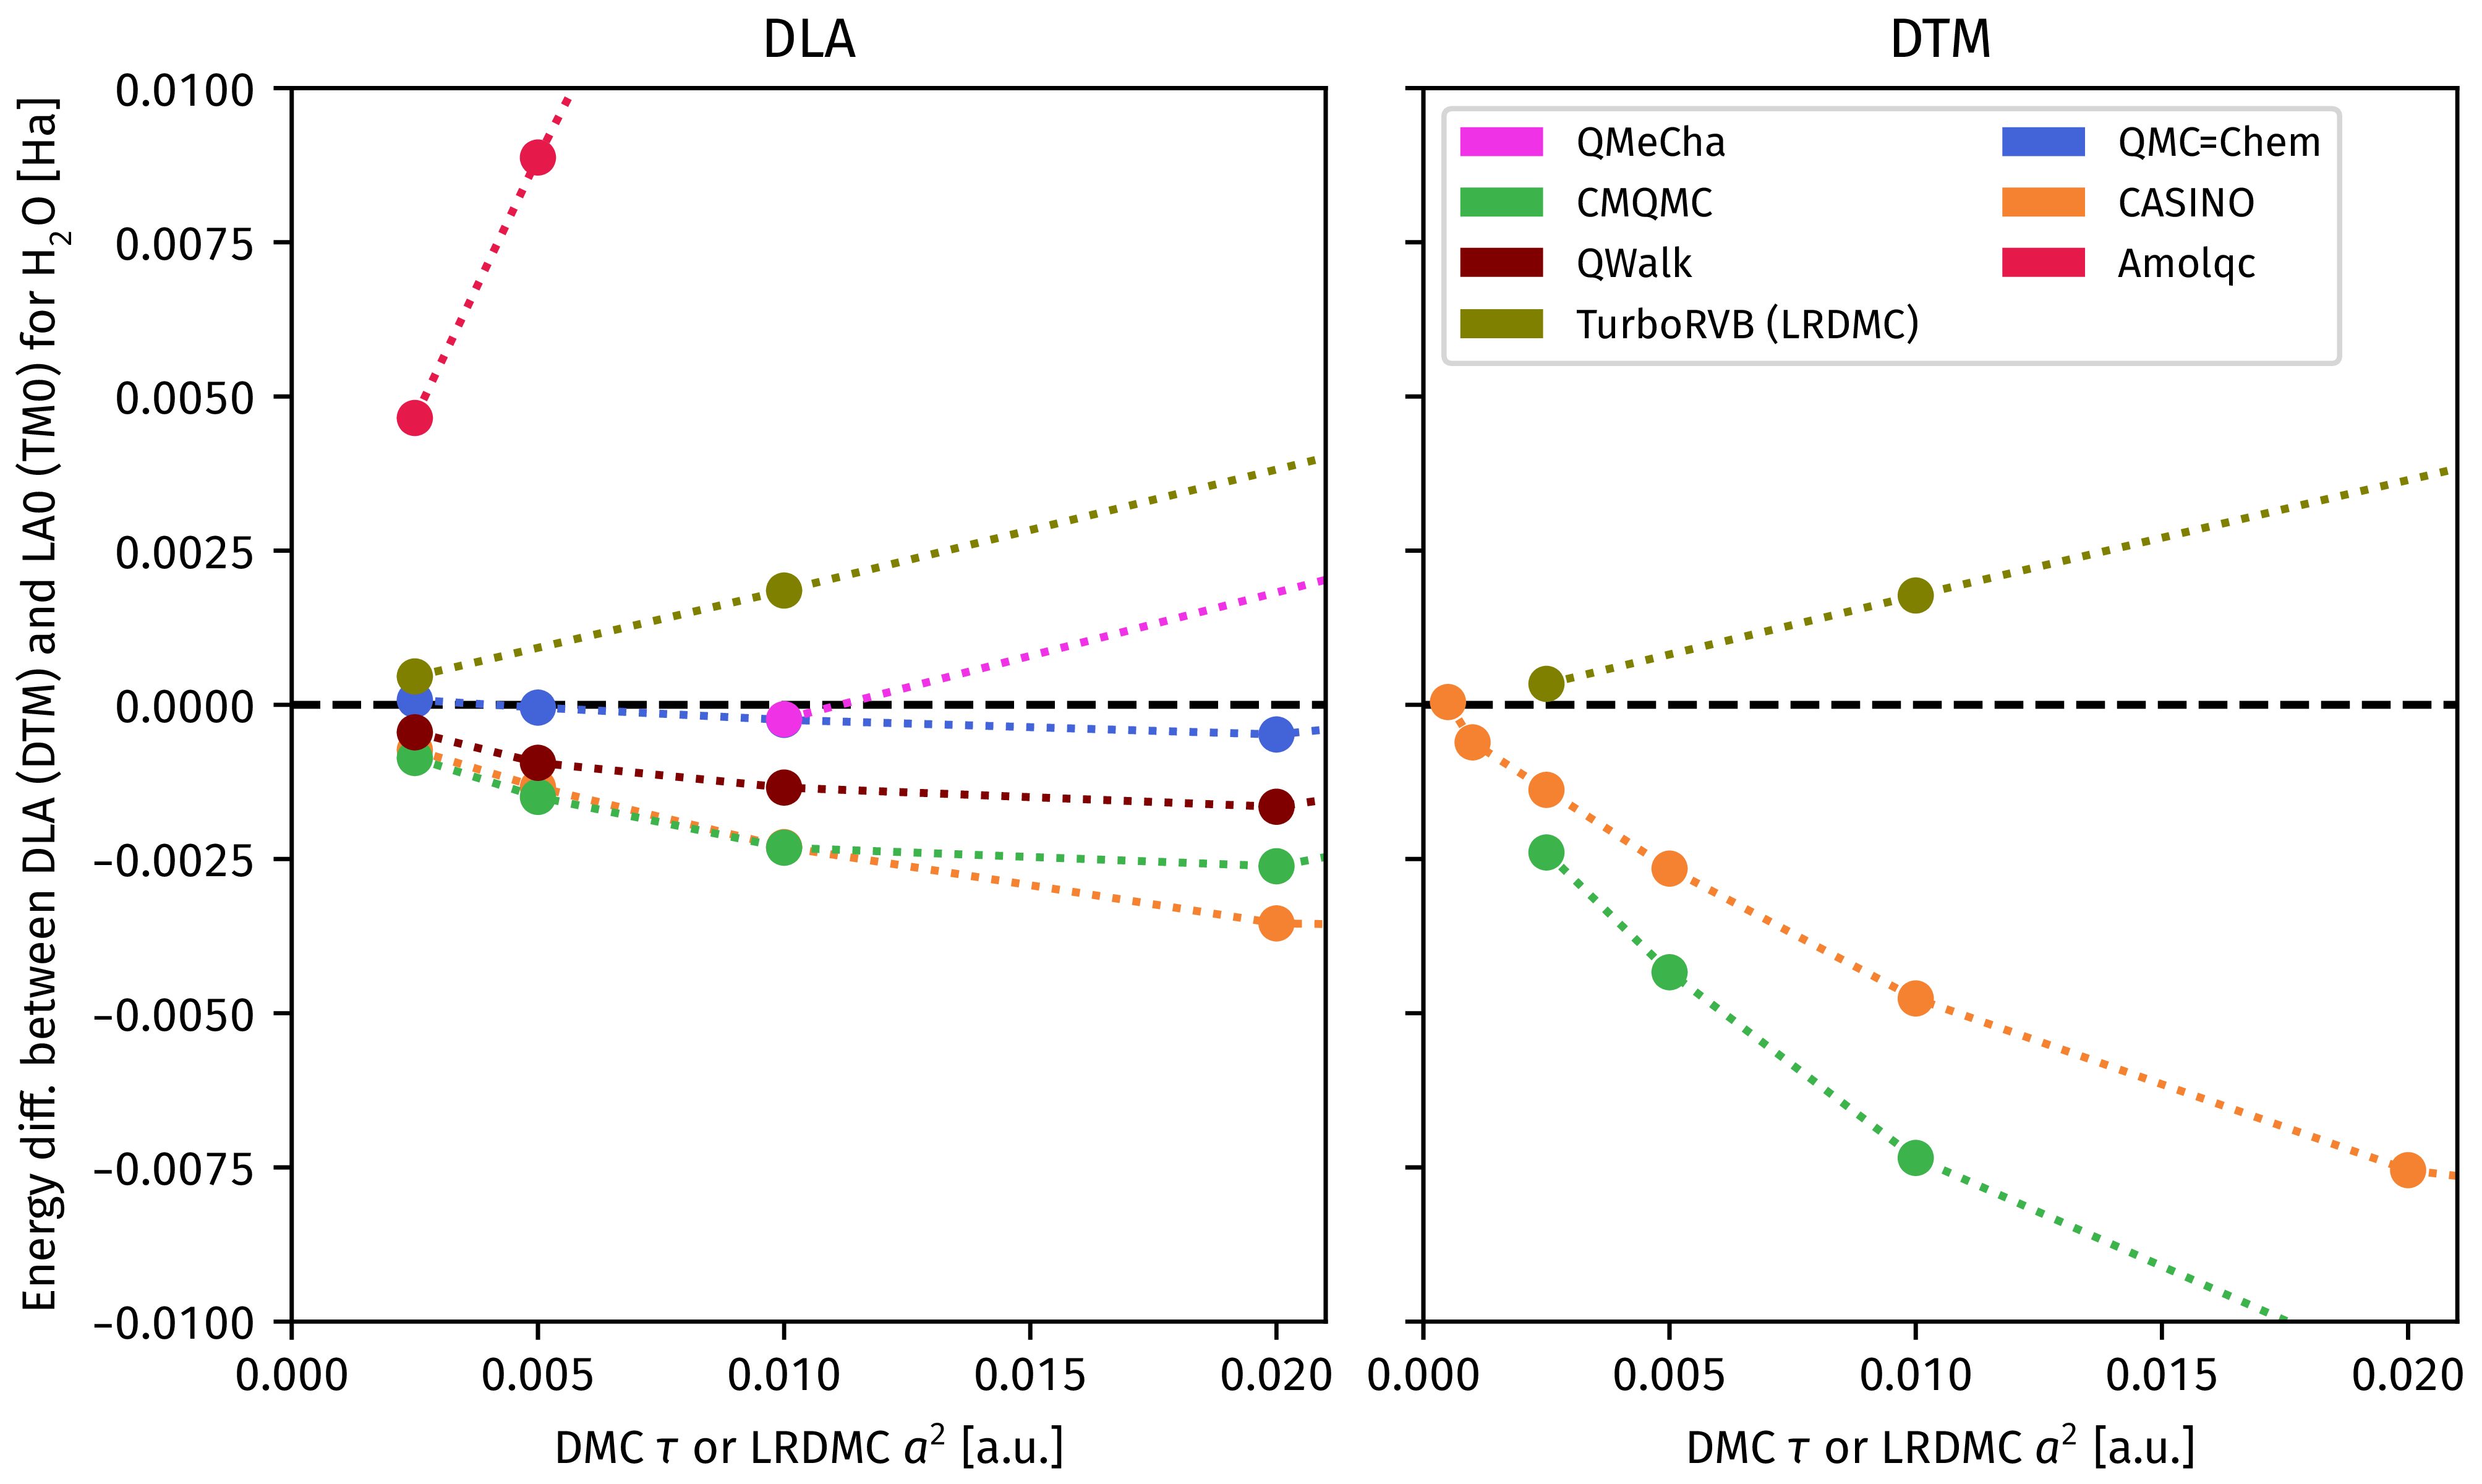 DLA
DTM
Energy diff. between DLA (DTM) and LA0 (TM0) for H₂O [Ha]
0.0100
0.0075
0.0050
0.0025
0.0000
−0.0025
−0.0050
−0.0075
−0.0100
0.000 0.005 0.010 0.015 0.020
DMC τ or LRDMC a² [a.u.]
QMeCha
CMQMC
QWalk
TurboRVB (LRDMC)
QMC=Chem
CASINO
Amolqc
0.000 0.005 0.010 0.015 0.020
DMC τ or LRDMC a² [a.u.]